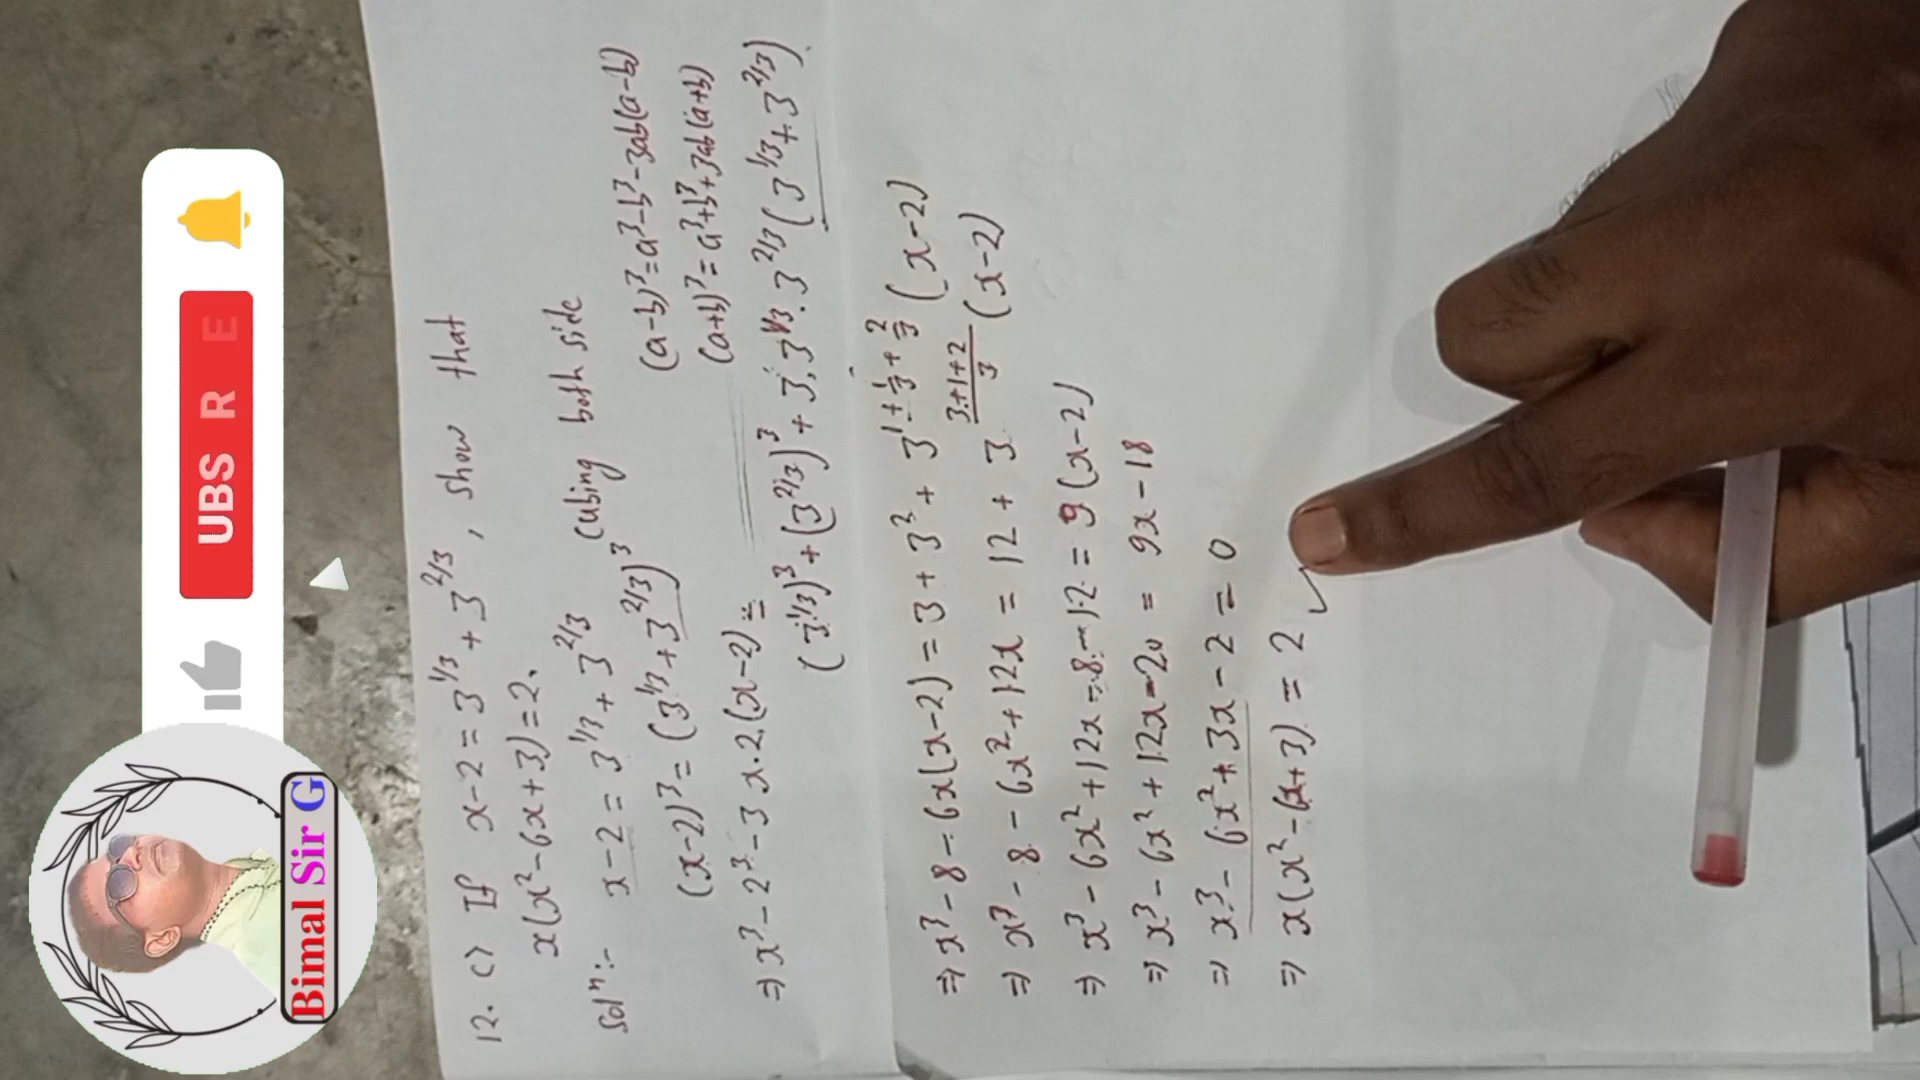 12. c) If x-2 = 3^1/3 + 3^2/3, show that
x(x²-6x+3)=2.
Solⁿ:- x-2 = 3^1/3 + 3^2/3 Cubing both side
(x-2)³ = (3^1/3 + 3^2/3)³
(a-b)³=a³-b³-3ab(a-b)
(a+b)³=a³+b³+3ab(a+b)
⇒ x³-2³-3x.2(x-2) =
(3^1/3)³+(3^2/3)³+3.3^1/3.3^2/3(3^1/3+3^2/3)
⇒ x³-8-6x(x-2) = 3+3²+3^1+1/3+2/3 (x-2)
⇒ x³-8-6x²+12x = 12+3^3+1+2/3 (x-2)
⇒ x³-6x²+12x-8-12 = 9(x-2)
⇒ x³-6x²+12x-20 = 9x-18
⇒ x³-6x²+3x-2 = 0
⇒ x(x²-6x+3) = 2
UBS R E
Bimal Sir G